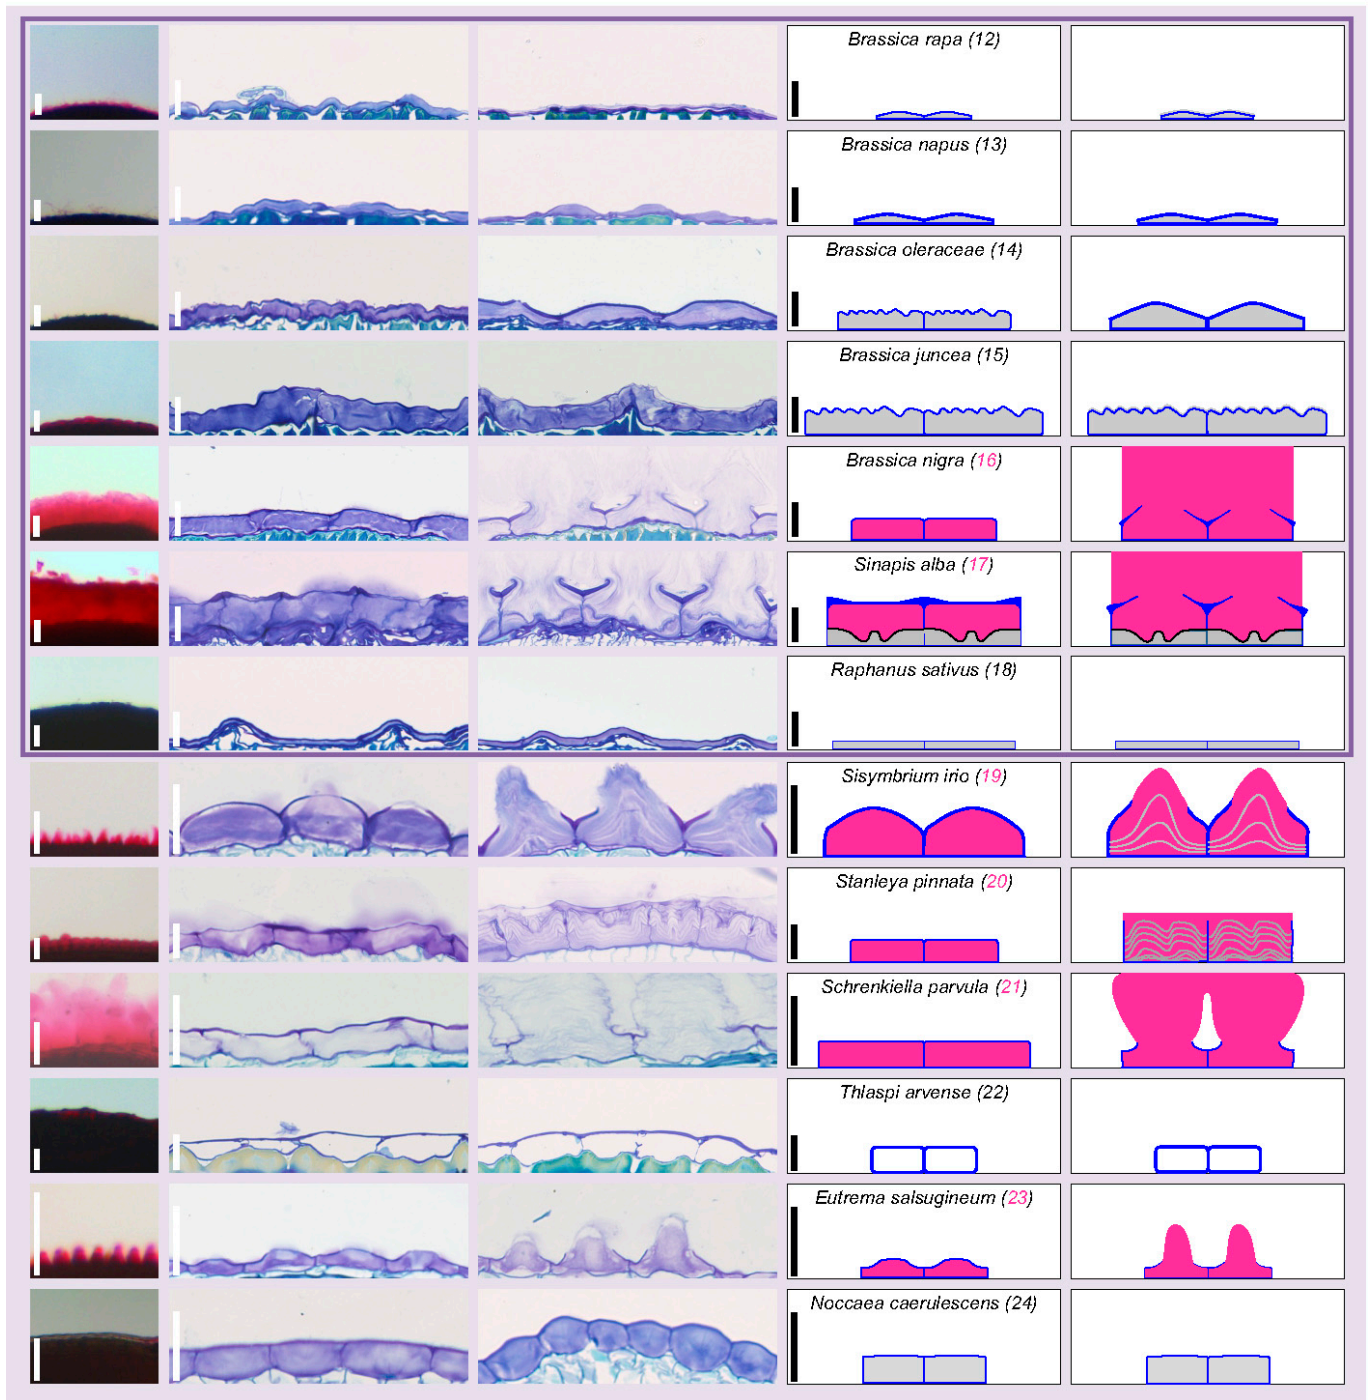 Brassica rapa (12)
Brassica napus (13)
Brassica oleraceae (14)
Brassica juncea (15)
Brassica nigra (16)
Sinapis alba (17)
Raphanus sativus (18)
Sisymbrium irio (19)
Stanleya pinnata (20)
Schrenkiella parvula (21)
Thlaspi arvense (22)
Eutrema salsugineum (23)
Noccaea caerulescens (24)